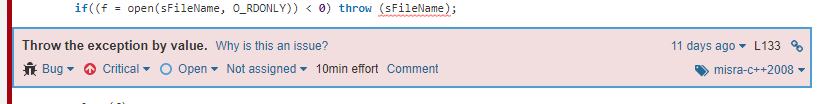 if((f = open(sFileName, O_RDONLY)) < 0) throw (sFileName);
Throw the exception by value. Why is this an issue? 11 days ago L133
Bug Critical Open Not assigned 10min effort Comment misra-c++2008